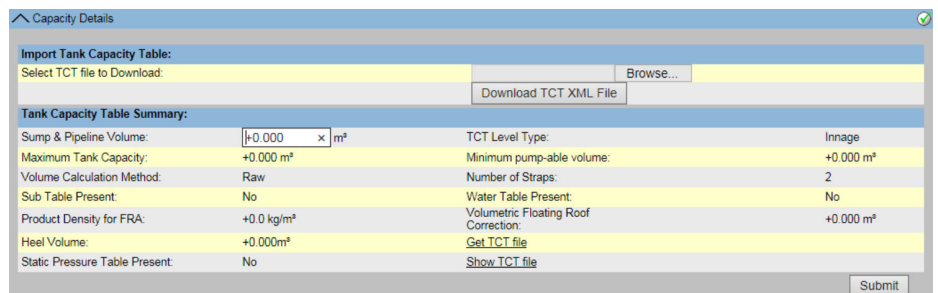 Capacity Details
Import Tank Capacity Table:
Select TCT file to Download: Browse...
Download TCT XML File
Tank Capacity Table Summary:
Sump & Pipeline Volume: +0.000 × m³ TCT Level Type: Innage
Maximum Tank Capacity: +0.000 m³ Minimum pump-able volume: +0.000 m³
Volume Calculation Method: Raw Number of Straps: 2
Sub Table Present: No Water Table Present: No
Product Density for FRA: +0.0 kg/m³ Volumetric Floating Roof
Correction: +0.000 m³
Heel Volume: +0.000m³ Get TCT file
Static Pressure Table Present: No Show TCT file
Submit